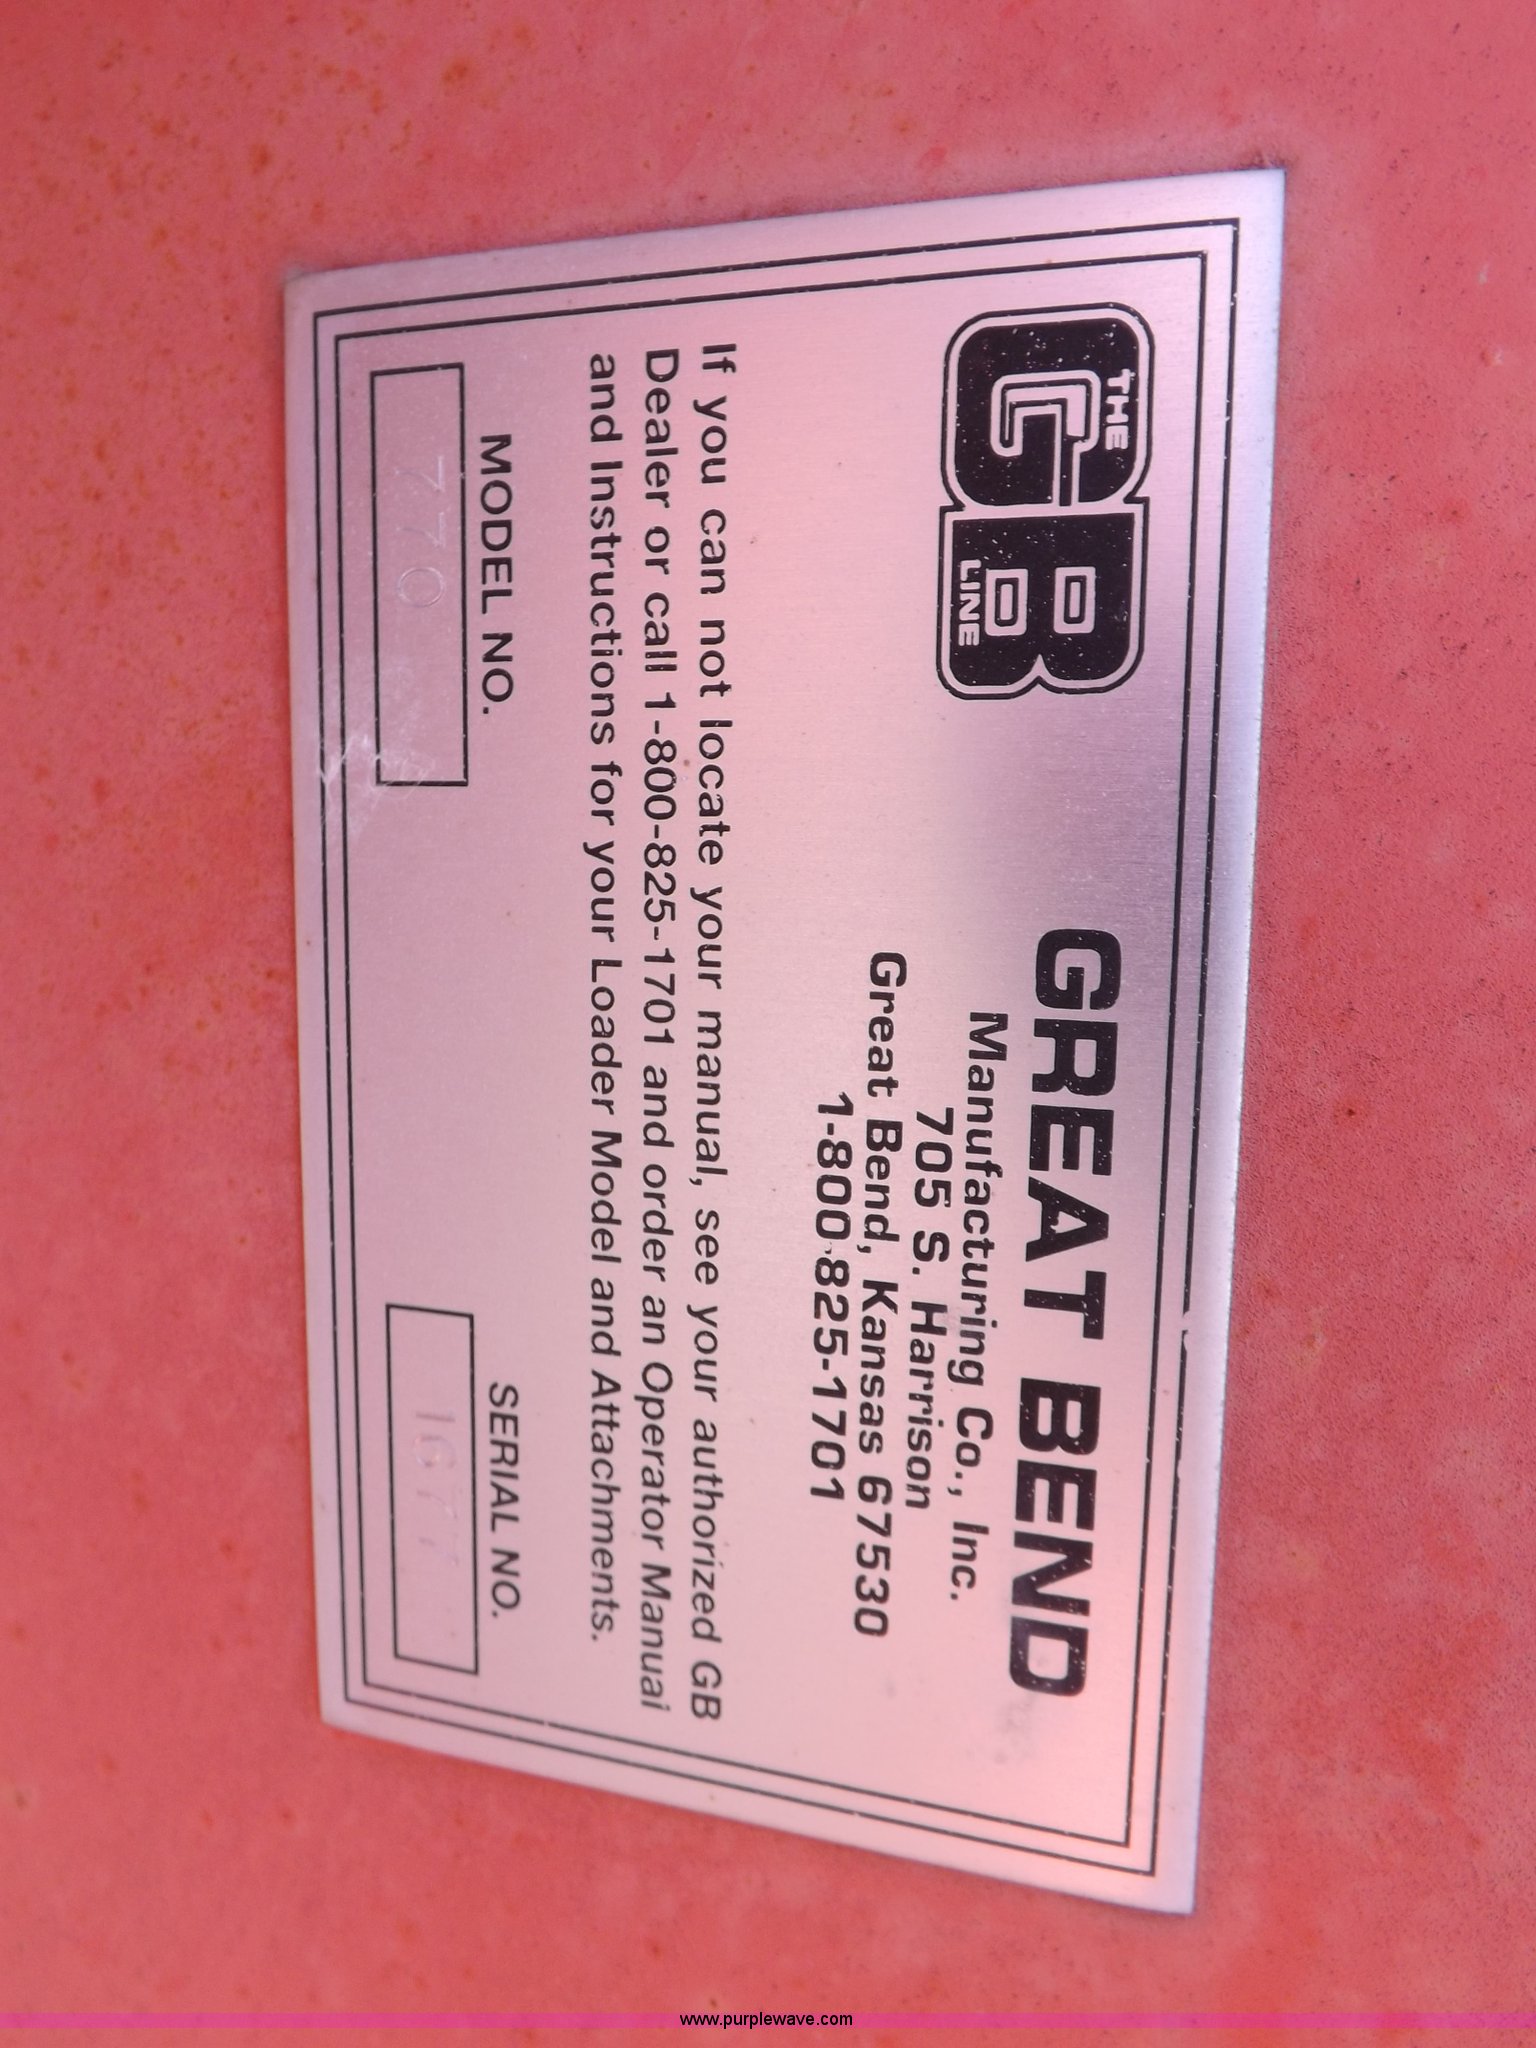 THE
GB
LINE
GREAT BEND
Manufacturing Co., Inc.
705 S. Harrison
Great Bend, Kansas 67530
1-800-825-1701
If you can not locate your manual, see your authorized GB
Dealer or call 1-800-825-1701 and order an Operator Manual
and Instructions for your Loader Model and Attachments.
MODEL NO.
770
SERIAL NO.
1677
www.purplewave.com